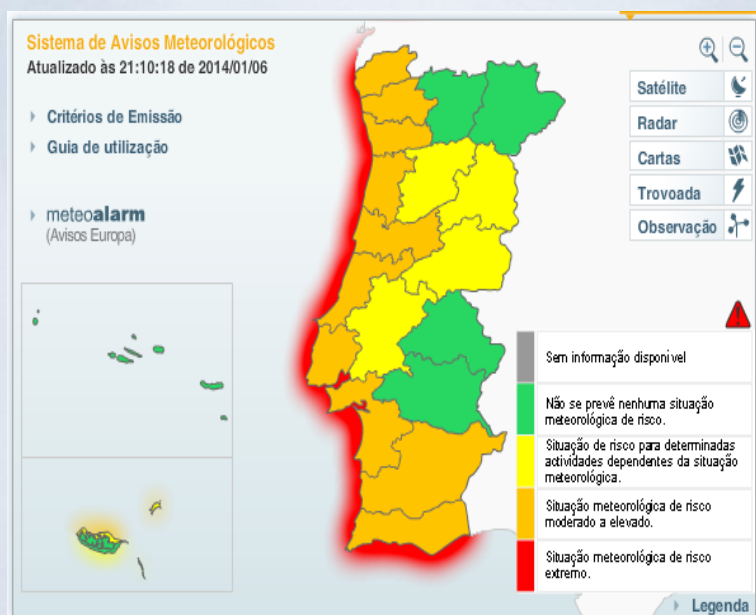 Sistema de Avisos Meteorológicos
Atualizado às 21:10:18 de 2014/01/06
Critérios de Emissão
Guia de utilização
meteoalarm
(Avisos Europa)
Satélite
Radar
Cartas
Trovoada
Observação
Sem informação disponivel
Não se prevê nenhuma situação
meteorológica de risco.
Situação de risco para determinadas
actividades dependentes da situação
meteorológica.
Situação meteorológica de risco
moderado a elevado.
Situação meteorológica de risco
extremo.
Legenda